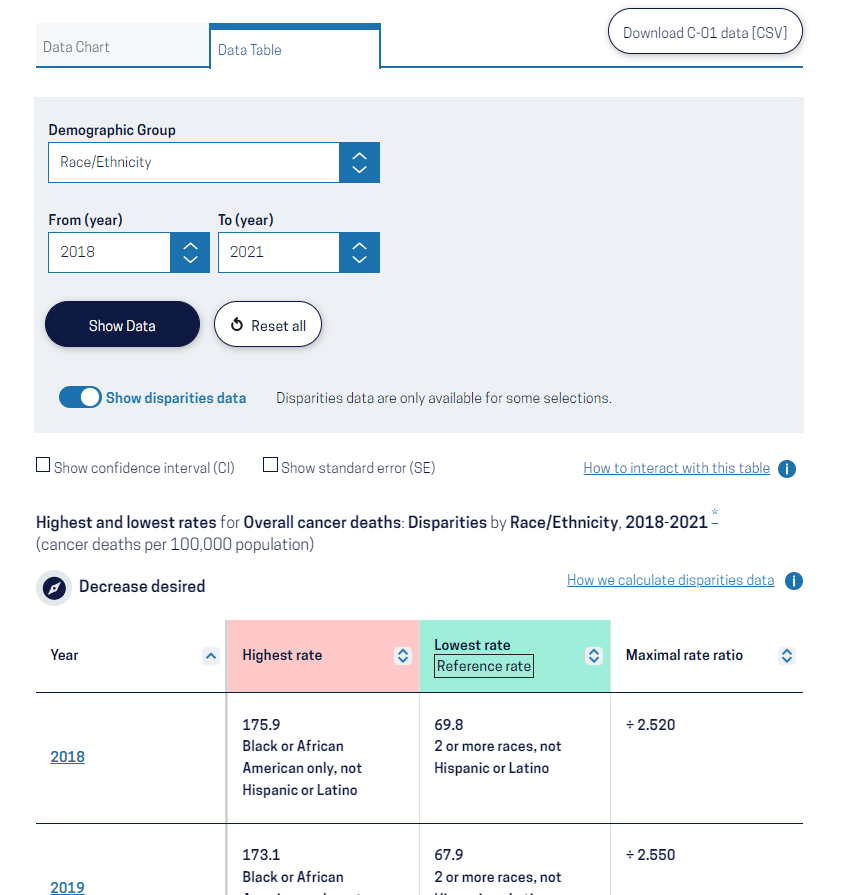 Data Chart
Data Table
Download C-01 data [CSV]
Demographic Group
Race/Ethnicity
From (year)
To (year)
2018
2021
Show Data
Reset all
Show disparities data
Disparities data are only available for some selections.
Show confidence interval (CI)
Show standard error (SE)
How to interact with this table
Highest and lowest rates for Overall cancer deaths: Disparities by Race/Ethnicity, 2018-2021 *
(cancer deaths per 100,000 population)
Decrease desired
How we calculate disparities data
Year
Highest rate
Lowest rate
Reference rate
Maximal rate ratio
2018
175.9
Black or African
American only, not
Hispanic or Latino
69.8
2 or more races, not
Hispanic or Latino
÷ 2.520
2019
173.1
Black or African
67.9
2 or more races, not
÷ 2.550